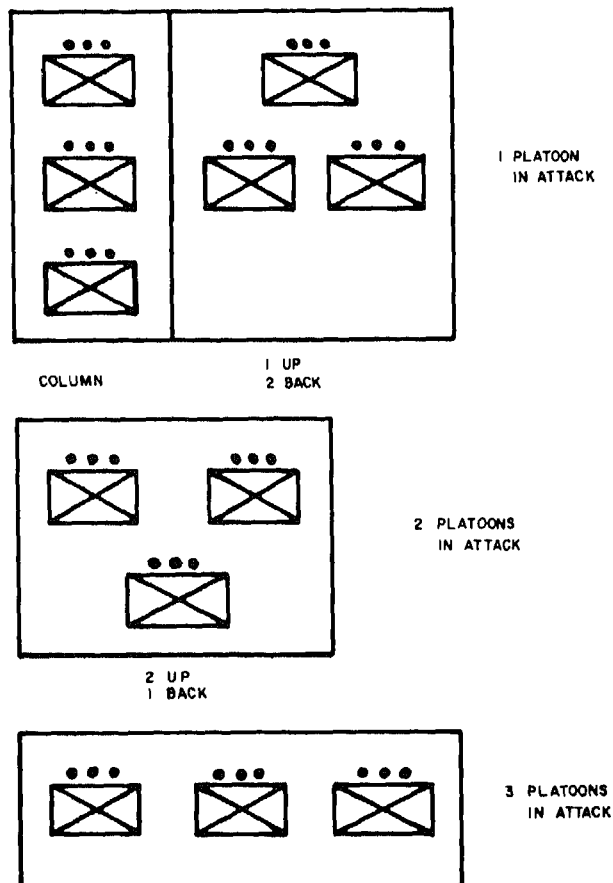 1 PLATOON
IN ATTACK
COLUMN
1 UP
2 BACK
2 PLATOONS
IN ATTACK
2 UP
1 BACK
3 PLATOONS
IN ATTACK